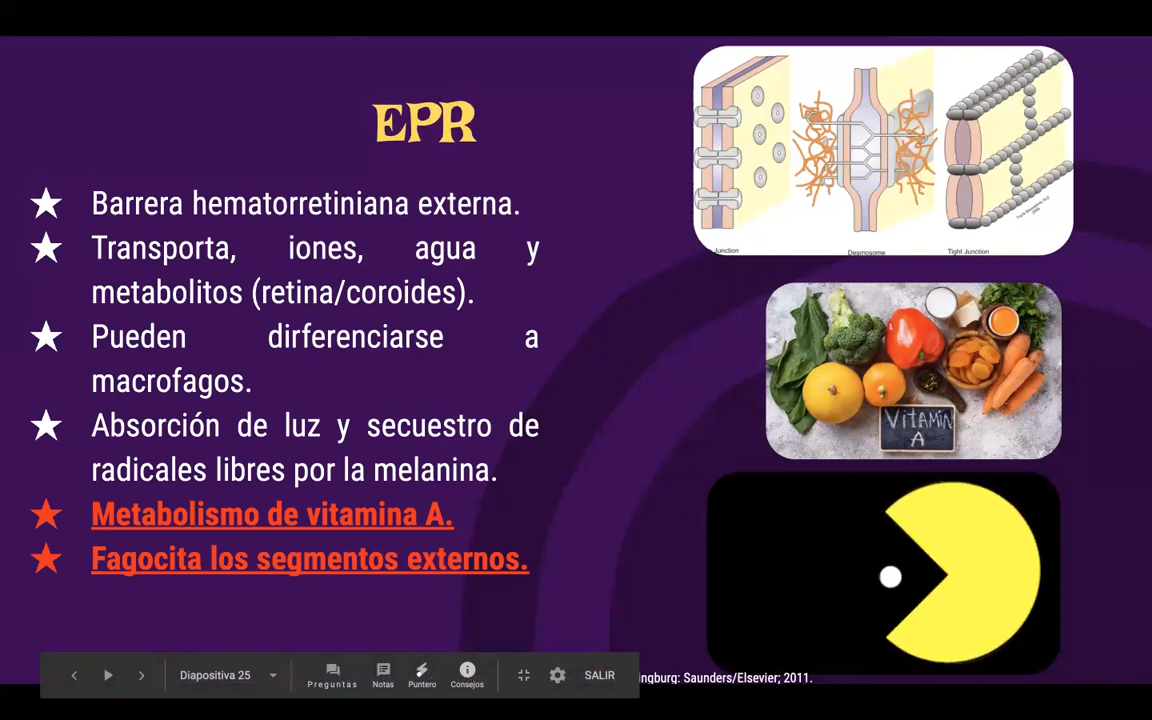 EPR
Barrera hematorretiniana externa.
Transporta, iones, agua y
metabolitos (retina/coroides).
Pueden dirferenciarse a
macrofagos.
Absorción de luz y secuestro de
radicales libres por la melanina.
Metabolismo de vitamina A.
Fagocita los segmentos externos.
Junction
Desmosome
Tight Junction
VITAMIN
A
Diapositiva 25
Preguntas
Notas
Puntero
Consejos
SALIR
ingburg: Saunders/Elsevier; 2011.